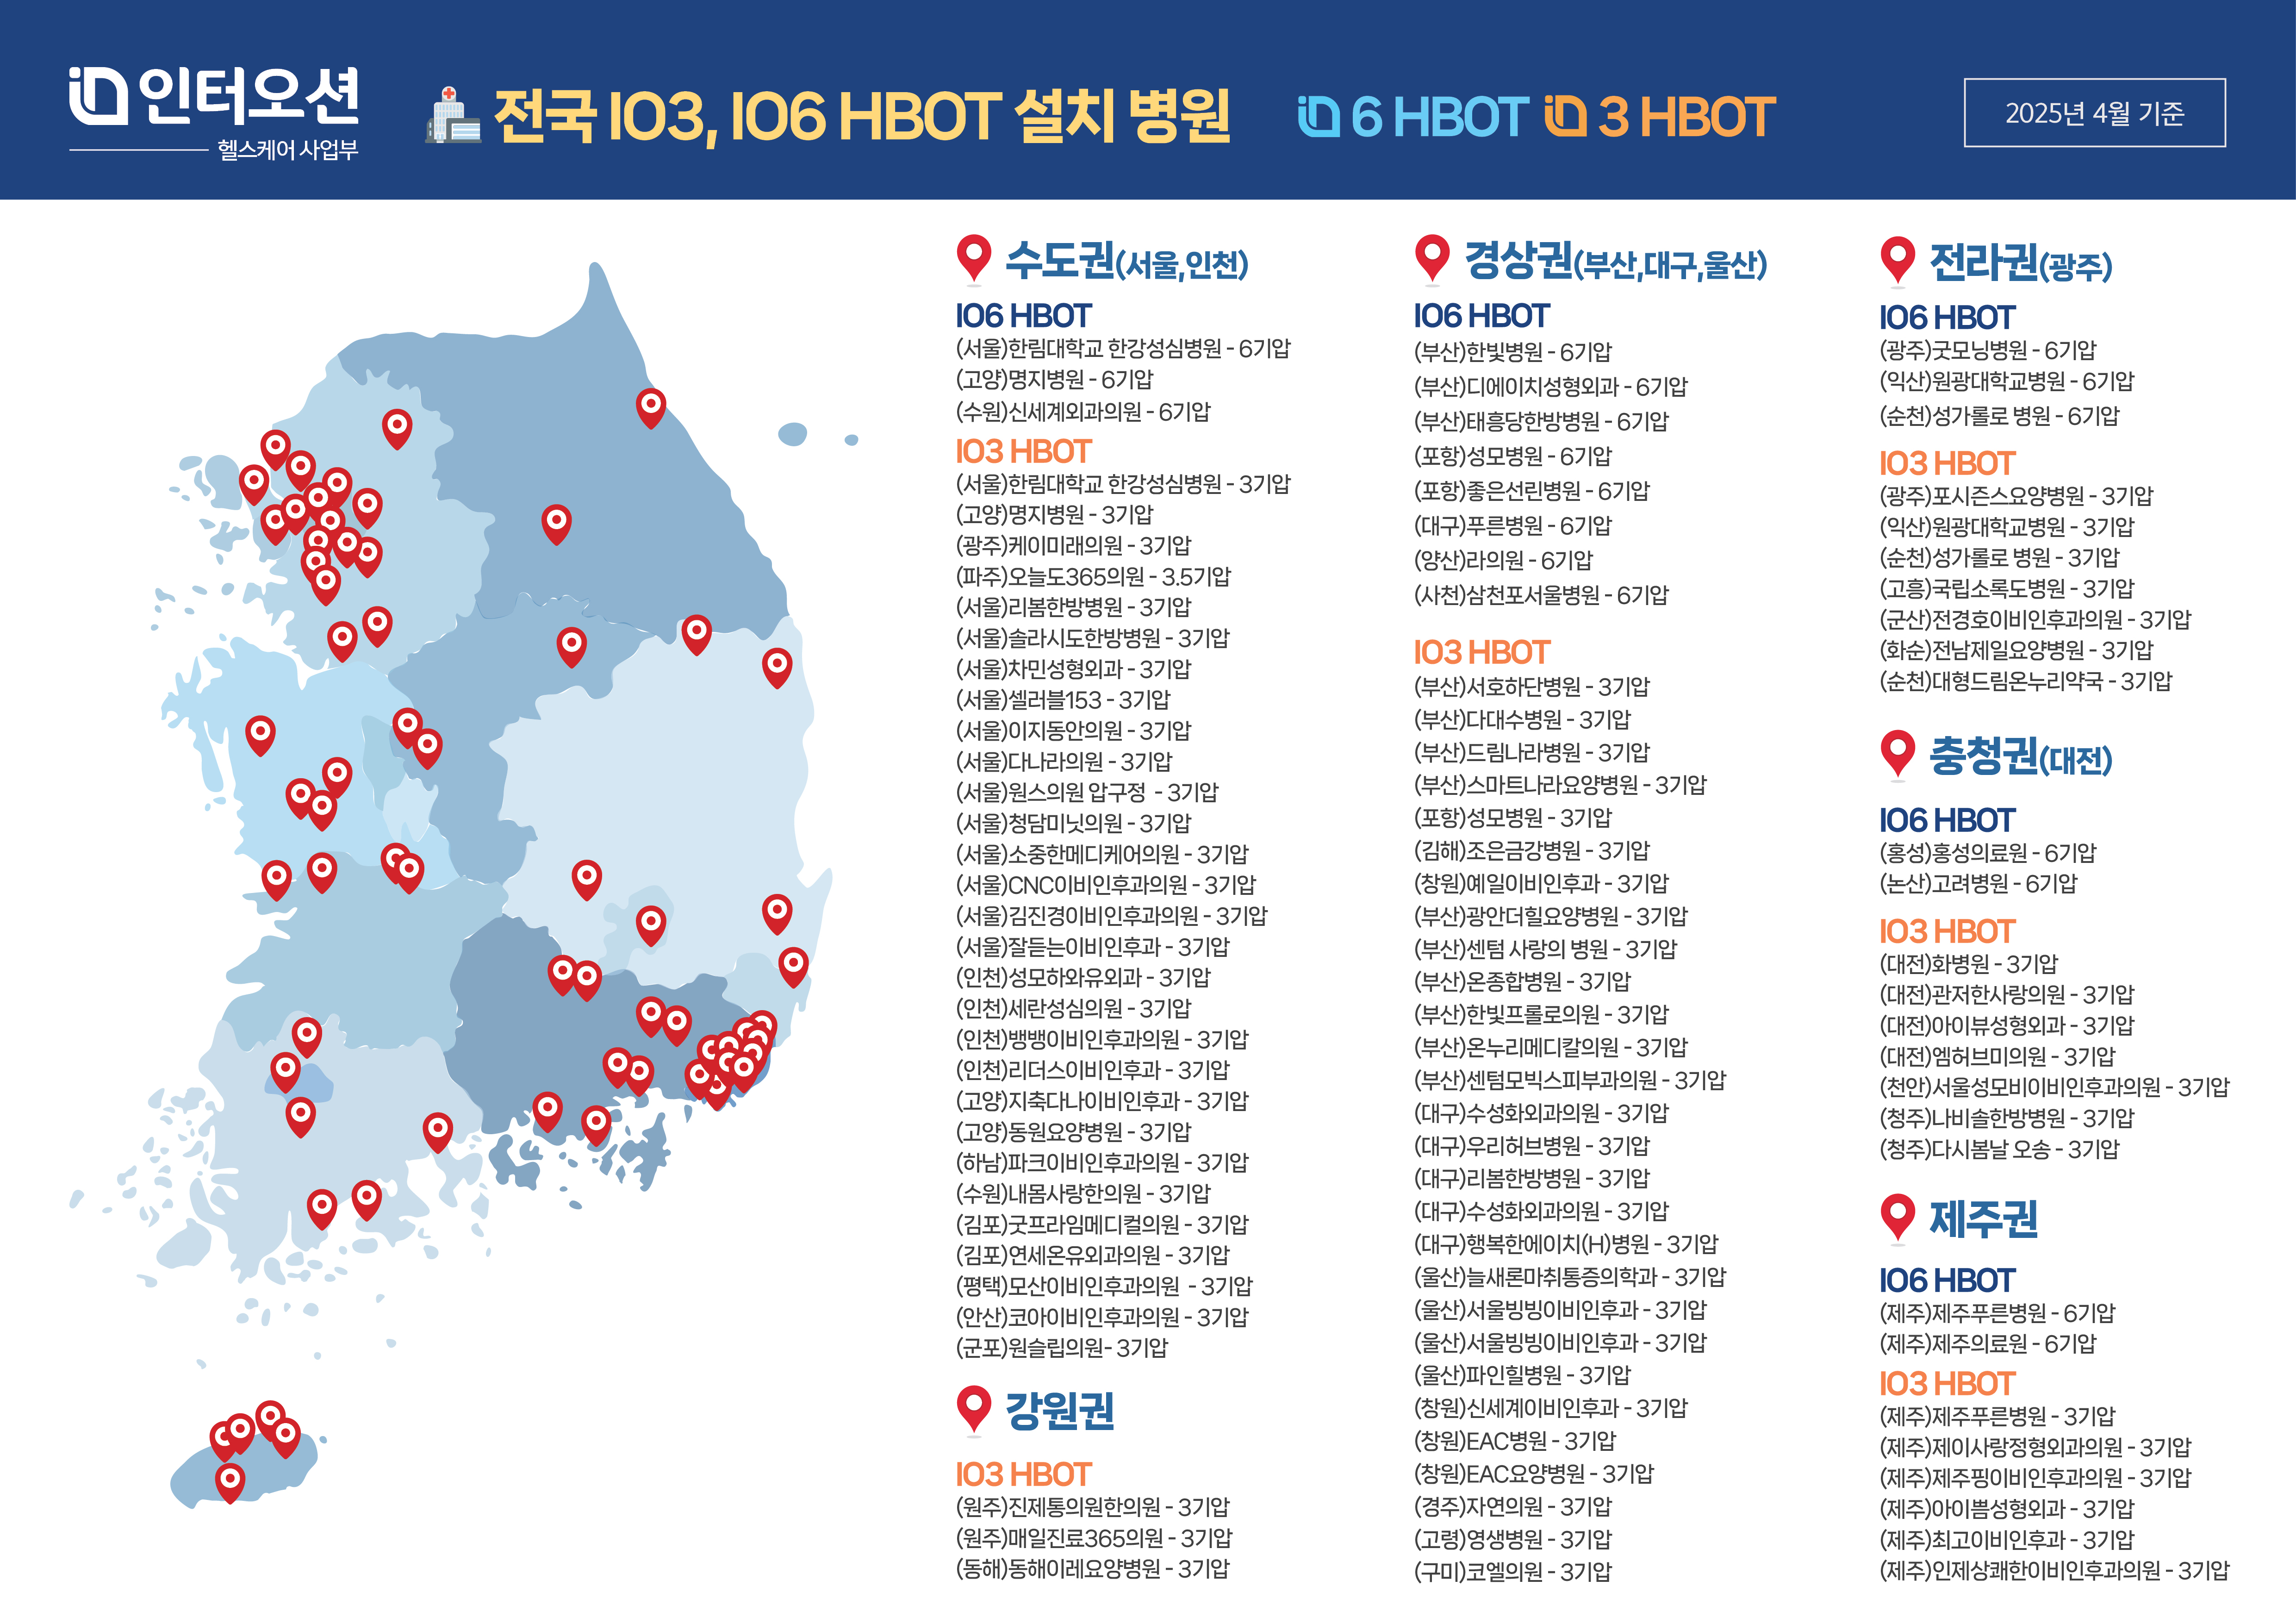 인터오션
헬스케어 사업부
전국 IO3, IO6 HBOT 설치 병원
6 HBOT 3 HBOT
2025년 4월 기준
수도권(서울,인천)
IO6 HBOT
(서울)한림대학교 한강성심병원 - 6기압
(고양)명지병원 - 6기압
(수원)신세계외과의원 - 6기압
IO3 HBOT
(서울)한림대학교 한강성심병원 - 3기압
(고양)명지병원 - 3기압
(광주)케이미래의원 - 3기압
(파주)오늘도365의원 - 3.5기압
(서울)리봄한방병원 - 3기압
(서울)솔라시도한방병원 - 3기압
(서울)차민성형외과 - 3기압
(서울)셀러블153 - 3기압
(서울)이지동안의원 - 3기압
(서울)다나라의원 - 3기압
(서울)원스의원 압구정 - 3기압
(서울)청담미닛의원 - 3기압
(서울)소중한메디케어의원 - 3기압
(서울)CNC이비인후과의원 - 3기압
(서울)김진경이비인후과의원 - 3기압
(서울)잘듣는이비인후과 - 3기압
(인천)성모하와유외과 - 3기압
(인천)세란성심의원 - 3기압
(인천)뱅뱅이비인후과의원 - 3기압
(인천)리더스이비인후과 - 3기압
(고양)지축다나이비인후과 - 3기압
(고양)동원요양병원 - 3기압
(하남)파크이비인후과의원 - 3기압
(수원)내몸사랑한의원 - 3기압
(김포)굿프라임메디컬의원 - 3기압
(김포)연세온유외과의원 - 3기압
(평택)모산이비인후과의원 - 3기압
(안산)코아이비인후과의원 - 3기압
(군포)원슬립의원- 3기압
강원권
IO3 HBOT
(원주)진제통의원한의원 - 3기압
(원주)매일진료365의원 - 3기압
(동해)동해이레요양병원 - 3기압
경상권(부산,대구,울산)
IO6 HBOT
(부산)한빛병원 - 6기압
(부산)디에이치성형외과 - 6기압
(부산)태흥당한방병원 - 6기압
(포항)성모병원 - 6기압
(포항)좋은선린병원 - 6기압
(대구)푸른병원 - 6기압
(양산)라의원 - 6기압
(사천)삼천포서울병원 - 6기압
IO3 HBOT
(부산)서호하단병원 - 3기압
(부산)다대수병원 - 3기압
(부산)드림나라병원 - 3기압
(부산)스마트나라요양병원 - 3기압
(포항)성모병원 - 3기압
(김해)조은금강병원 - 3기압
(창원)예일이비인후과 - 3기압
(부산)광안더힐요양병원 - 3기압
(부산)센텀 사랑의 병원 - 3기압
(부산)온종합병원 - 3기압
(부산)한빛프롤로의원 - 3기압
(부산)온누리메디칼의원 - 3기압
(부산)센텀모빅스피부과의원 - 3기압
(대구)수성화외과의원 - 3기압
(대구)우리허브병원 - 3기압
(대구)리봄한방병원 - 3기압
(대구)수성화외과의원 - 3기압
(대구)행복한에이치(H)병원 - 3기압
(울산)늘새론마취통증의학과 - 3기압
(울산)서울빙빙이비인후과 - 3기압
(울산)서울빙빙이비인후과 - 3기압
(울산)파인힐병원 - 3기압
(창원)신세계이비인후과 - 3기압
(창원)EAC병원 - 3기압
(창원)EAC요양병원 - 3기압
(경주)자연의원 - 3기압
(고령)영생병원 - 3기압
(구미)코엘의원 - 3기압
전라권(광주)
IO6 HBOT
(광주)굿모닝병원 - 6기압
(익산)원광대학교병원 - 6기압
(순천)성가롤로 병원 - 6기압
IO3 HBOT
(광주)포시즌스요양병원 - 3기압
(익산)원광대학교병원 - 3기압
(순천)성가롤로 병원 - 3기압
(고흥)국립소록도병원 - 3기압
(군산)전경호이비인후과의원 - 3기압
(화순)전남제일요양병원 - 3기압
(순천)대형드림온누리약국 - 3기압
충청권(대전)
IO6 HBOT
(홍성)홍성의료원 - 6기압
(논산)고려병원 - 6기압
IO3 HBOT
(대전)화병원 - 3기압
(대전)관저한사랑의원 - 3기압
(대전)아이뷰성형외과 - 3기압
(대전)엠허브미의원 - 3기압
(천안)서울성모비이비인후과의원 - 3기압
(청주)나비솔한방병원 - 3기압
(청주)다시봄날 오송 - 3기압
제주권
IO6 HBOT
(제주)제주푸른병원 - 6기압
(제주)제주의료원 - 6기압
IO3 HBOT
(제주)제주푸른병원 - 3기압
(제주)제이사랑정형외과의원 - 3기압
(제주)제주핑이비인후과의원 - 3기압
(제주)아이쁨성형외과 - 3기압
(제주)최고이비인후과 - 3기압
(제주)인제상쾌한이비인후과의원 - 3기압